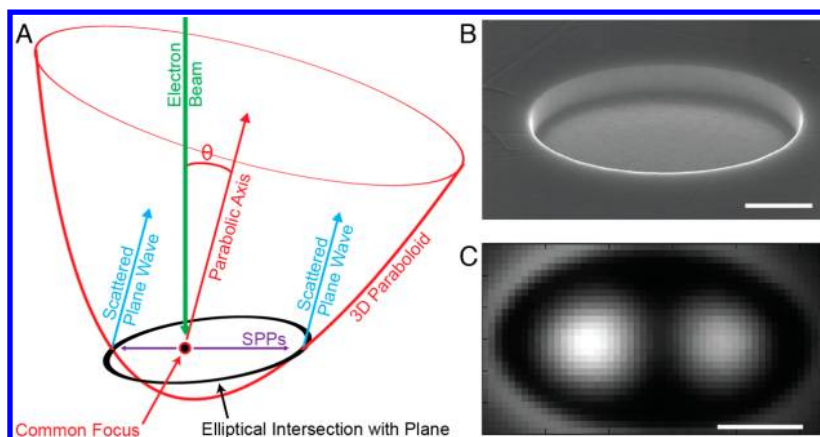 A
Electron
Beam
θ
Parabolic Axis
Scattered
Plane Wave
Scattered
Plane Wave
3D Paraboloid
SPPs
Common Focus
Elliptical Intersection with Plane
B
C